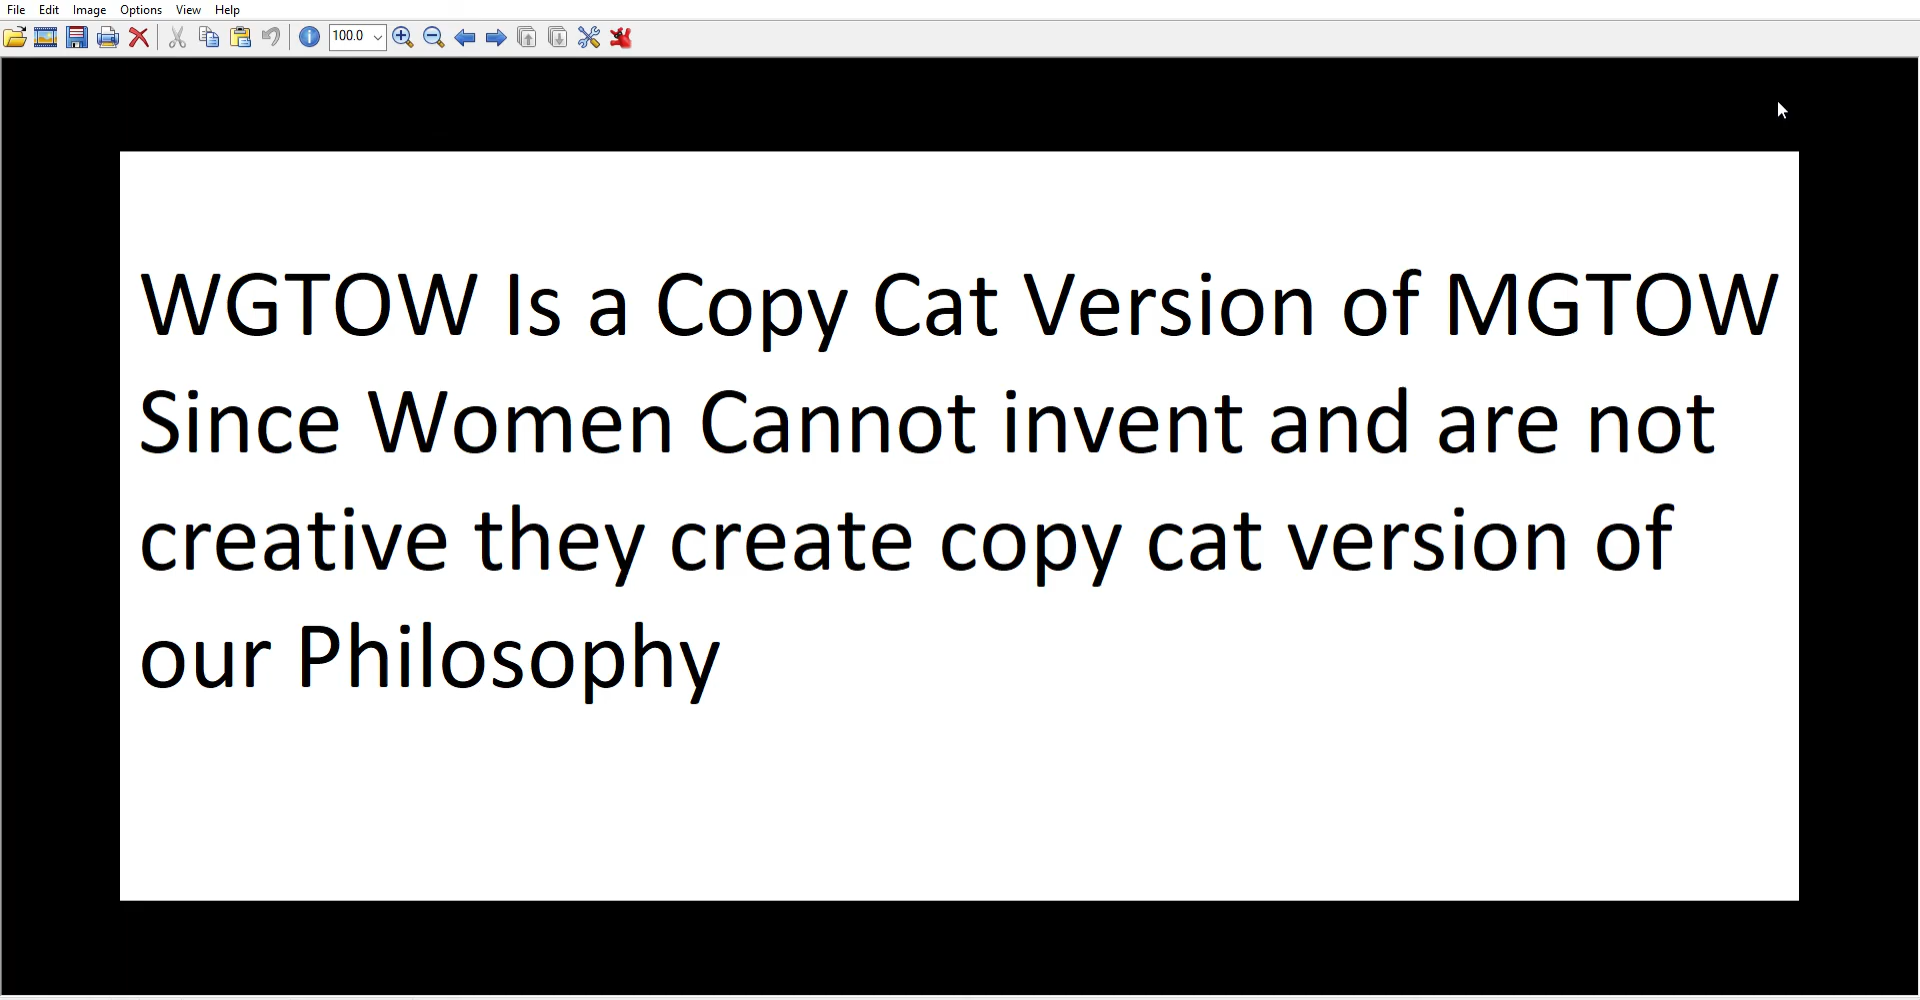 File Edit Image Options View Help
100.0
WGTOW Is a Copy Cat Version of MGTOW
Since Women Cannot invent and are not
creative they create copy cat version of
our Philosophy